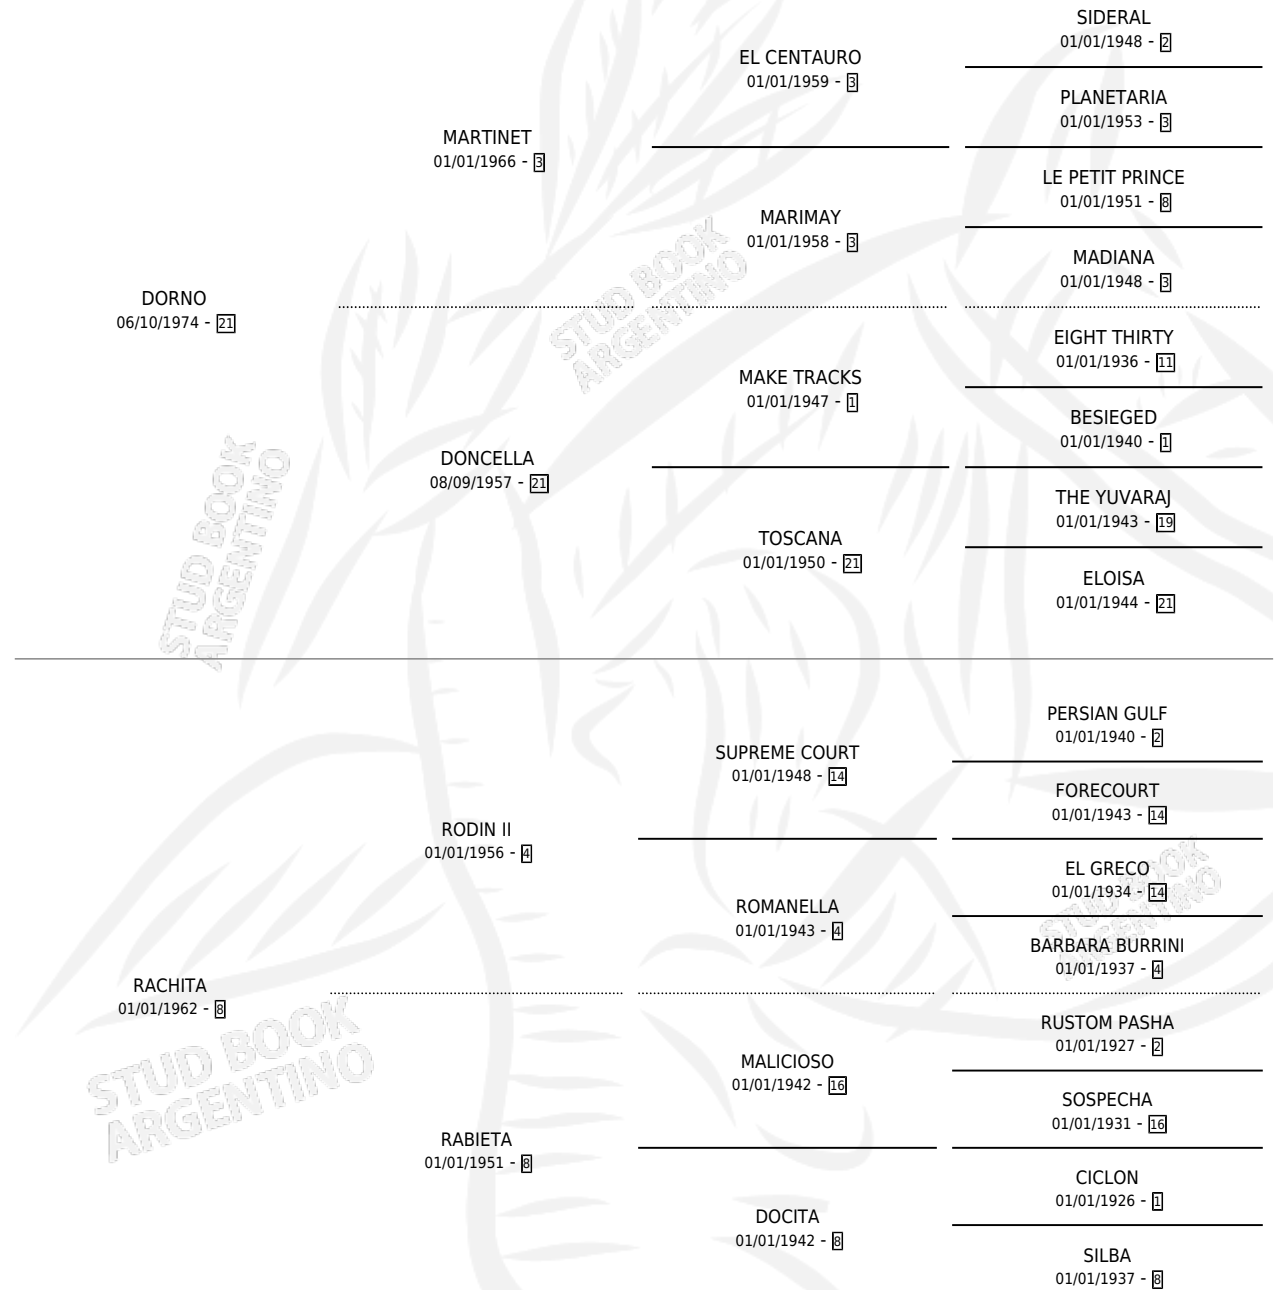 SIDERAL
01/01/1948 - 2
EL CENTAURO
01/01/1959 - 3
PLANETARIA
01/01/1953 - 3
MARTINET
01/01/1966 - 3
LE PETIT PRINCE
01/01/1951 - 8
MARIMAY
01/01/1958 - 3
MADIANA
01/01/1948 - 3
DORNO
06/10/1974 - 21
EIGHT THIRTY
01/01/1936 - 11
MAKE TRACKS
01/01/1947 - 1
BESIEGED
01/01/1940 - 1
DONCELLA
08/09/1957 - 21
THE YUVARAJ
01/01/1943 - 19
TOSCANA
01/01/1950 - 21
ELOISA
01/01/1944 - 21
STUD BOOK
ARGENTINO
STUD BOOK
ARGENTINO
PERSIAN GULF
01/01/1940 - 2
SUPREME COURT
01/01/1948 - 14
FORECOURT
01/01/1943 - 14
RODIN II
01/01/1956 - 4
EL GRECO
01/01/1934 - 14
ROMANELLA
01/01/1943 - 4
BARBARA BURRINI
01/01/1937 - 4
RACHITA
01/01/1962 - 8
RUSTOM PASHA
01/01/1927 - 2
MALICIOSO
01/01/1942 - 16
SOSPECHA
01/01/1931 - 16
RABIETA
01/01/1951 - 8
CICLON
01/01/1926 - 1
DOCITA
01/01/1942 - 8
SILBA
01/01/1937 - 8
STUD BOOK
ARGENTINO
STUD BOOK
ARGENTINO